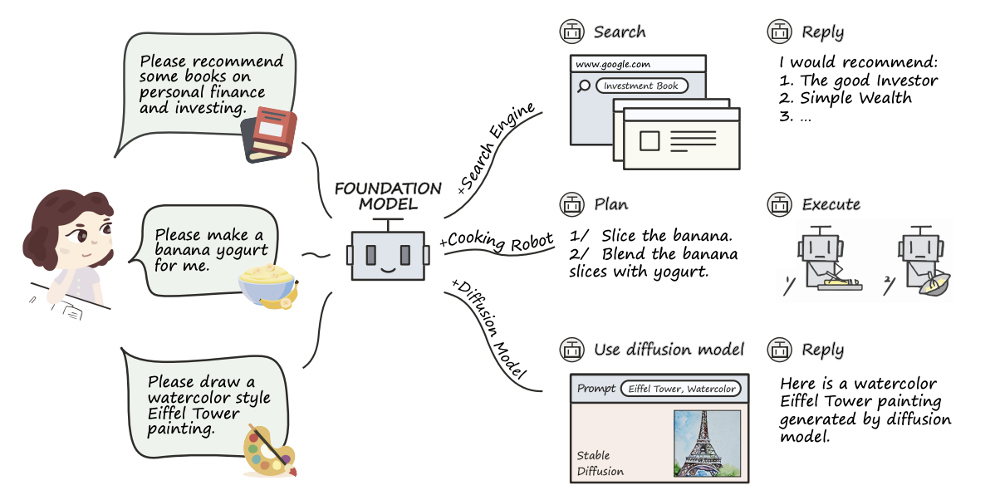 Please recommend
some books on
personal finance
and investing.
Please make a
banana yogurt
for me.
Please draw a
watercolor style
Eiffel Tower
painting.
FOUNDATION
MODEL
+Search Engine
+Cooking Robot
+Diffusion Model
Search
www.google.com
Investment Book
Reply
I would recommend:
1. The good Investor
2. Simple Wealth
3. ...
Plan
1/ Slice the banana.
2/ Blend the banana
slices with yogurt.
Execute
1/
2/
Use diffusion model
Prompt
Eiffel Tower, Watercolor
Stable
Diffusion
Reply
Here is a watercolor
Eiffel Tower painting
generated by diffusion
model.